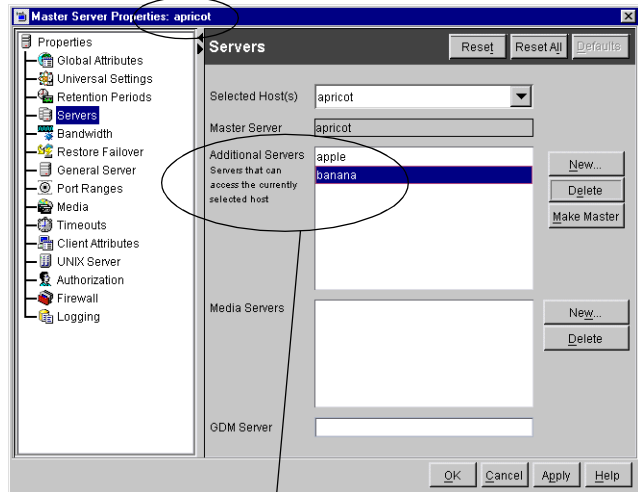 Master Server Properties: apricot
Properties
Global Attributes
Universal Settings
Retention Periods
Servers
Bandwidth
Restore Failover
General Server
Port Ranges
Media
Timeouts
Client Attributes
UNIX Server
Authorization
Firewall
Logging
Servers
Reset
Reset All
Defaults
Selected Host(s)
apricot
Master Server
apricot
Additional Servers
Servers that can
access the currently
selected host
apple
banana
New...
Delete
Make Master
Media Servers
New...
Delete
GDM Server
OK
Cancel
Apply
Help